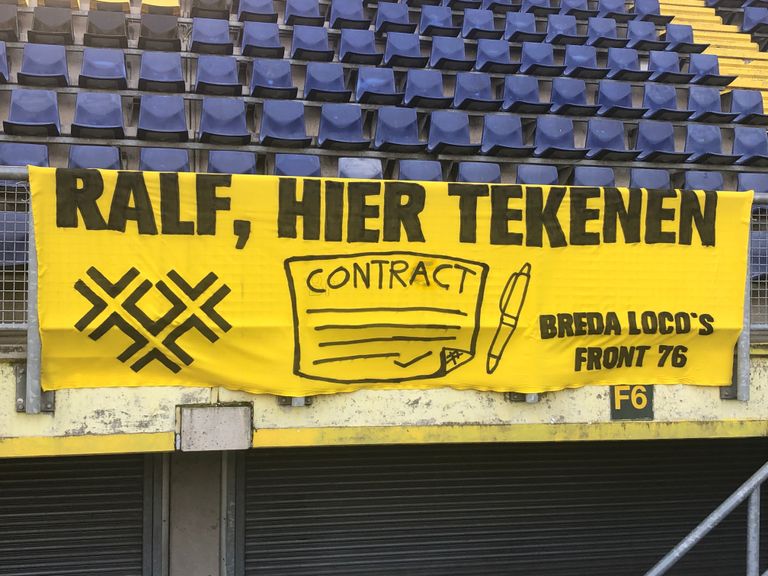 RALF, HIER TEKENEN
CONTRACT
BREDA LOCO'S
FRONT 76
F6